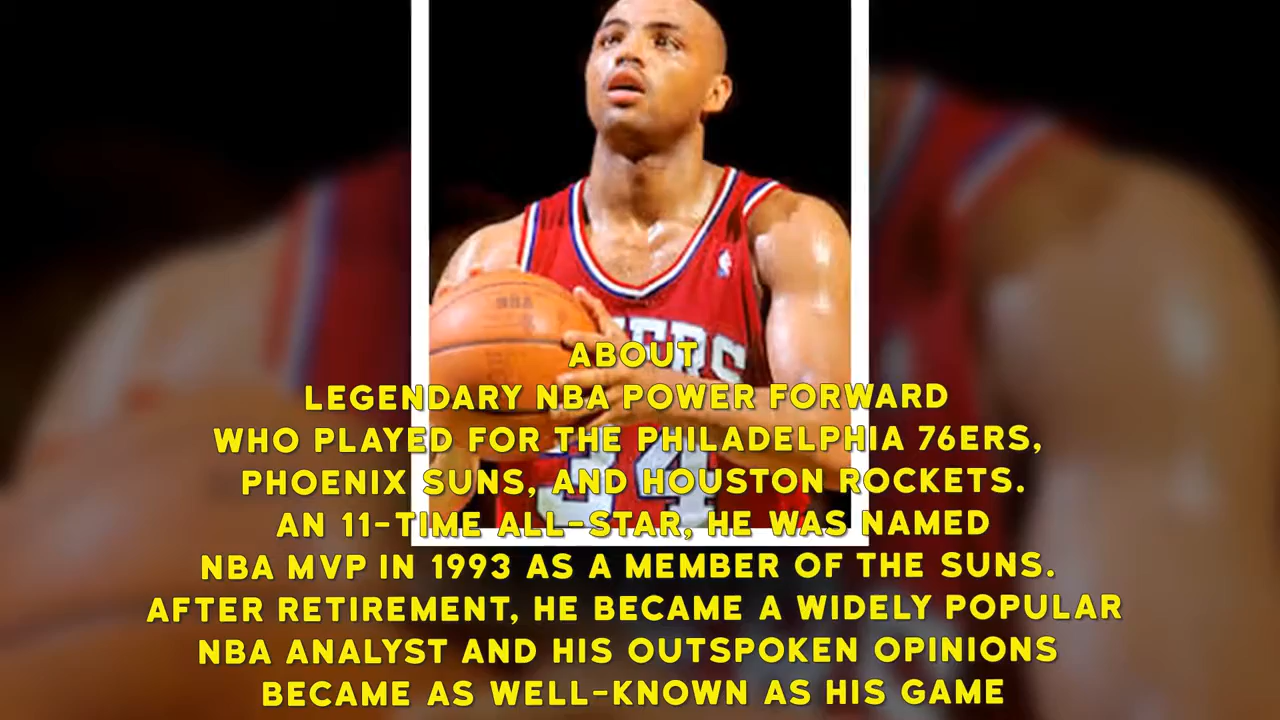 NBA
ABOUT
LEGENDARY NBA POWER FORWARD
WHO PLAYED FOR THE PHILADELPHIA 76ERS,
PHOENIX SUNS, AND HOUSTON ROCKETS.
AN 11-TIME ALL-STAR, HE WAS NAMED
NBA MVP IN 1993 AS A MEMBER OF THE SUNS.
AFTER RETIREMENT, HE BECAME A WIDELY POPULAR
NBA ANALYST AND HIS OUTSPOKEN OPINIONS
BECAME AS WELL-KNOWN AS HIS GAME
34